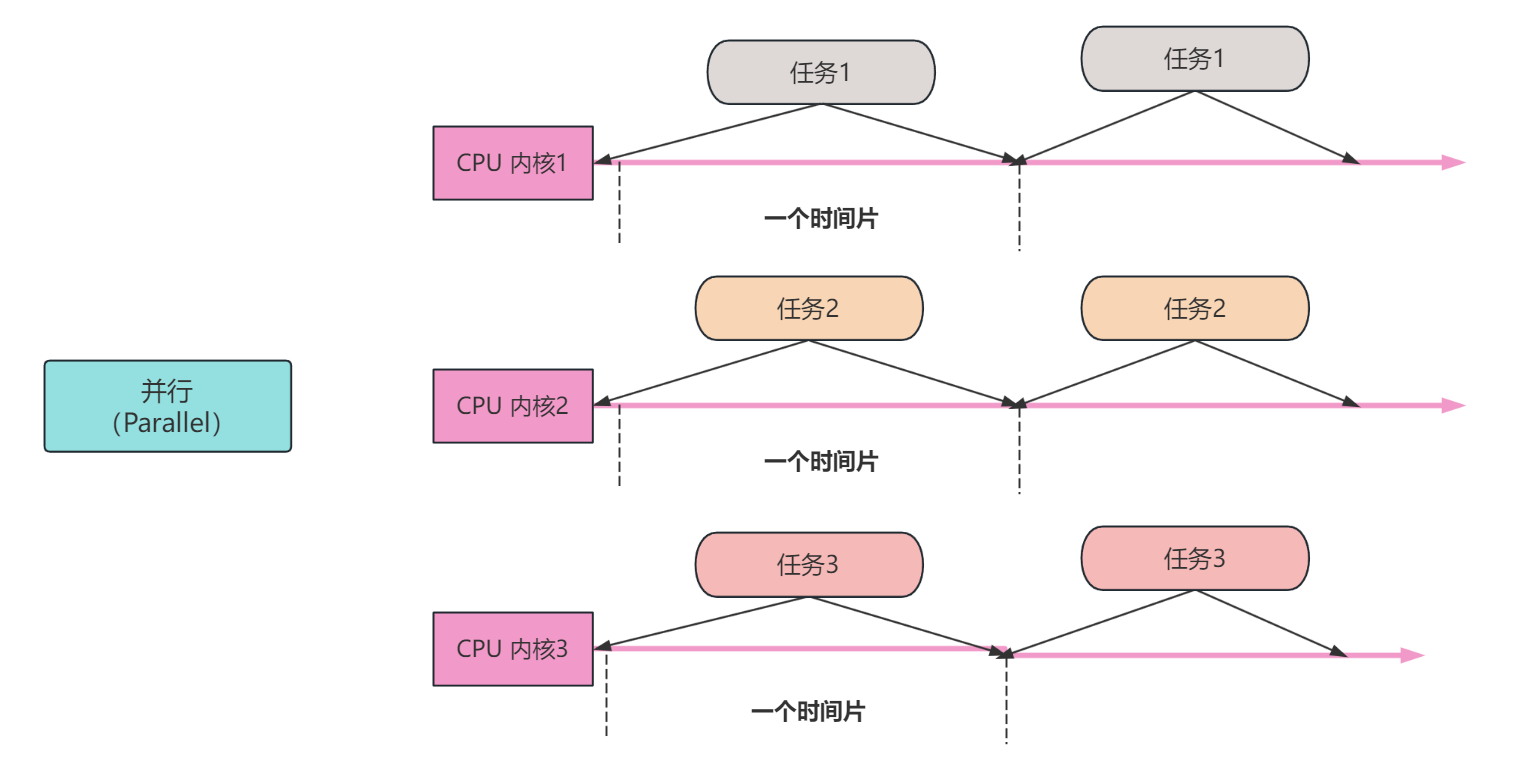 任务1
任务1
CPU 内核1
一个时间片
任务2
任务2
并行
（Parallel）
CPU 内核2
一个时间片
任务3
任务3
CPU 内核3
一个时间片